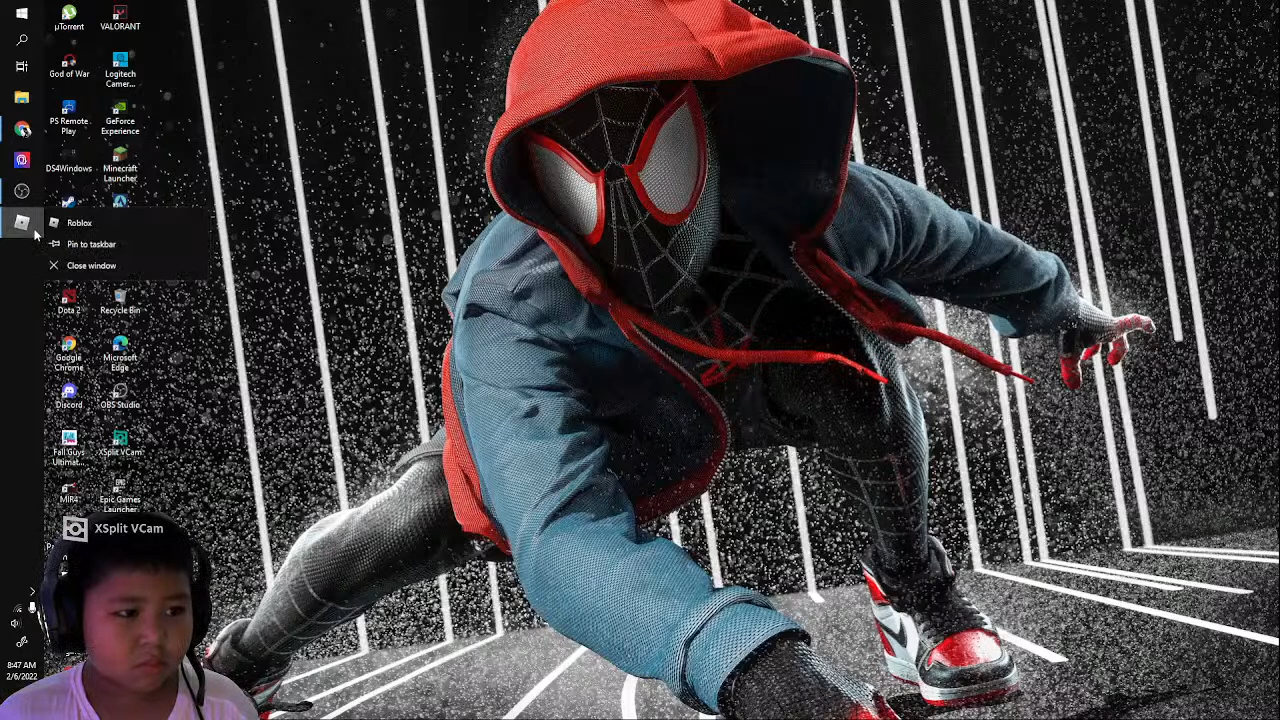 µTorrent
VALORANT
God of War
Logitech
Camer...
PS Remote
Play
GeForce
Experience
DS4Windows
Minecraft
Launcher
Roblox
Pin to taskbar
Close window
Dota 2
Recycle Bin
Google
Chrome
Microsoft
Edge
Discord
OBS Studio
Fall Guys
Ultimat...
XSplit VCam
MIR4
Epic Games
Launcher
XSplit VCam
8:47 AM
2/6/2022